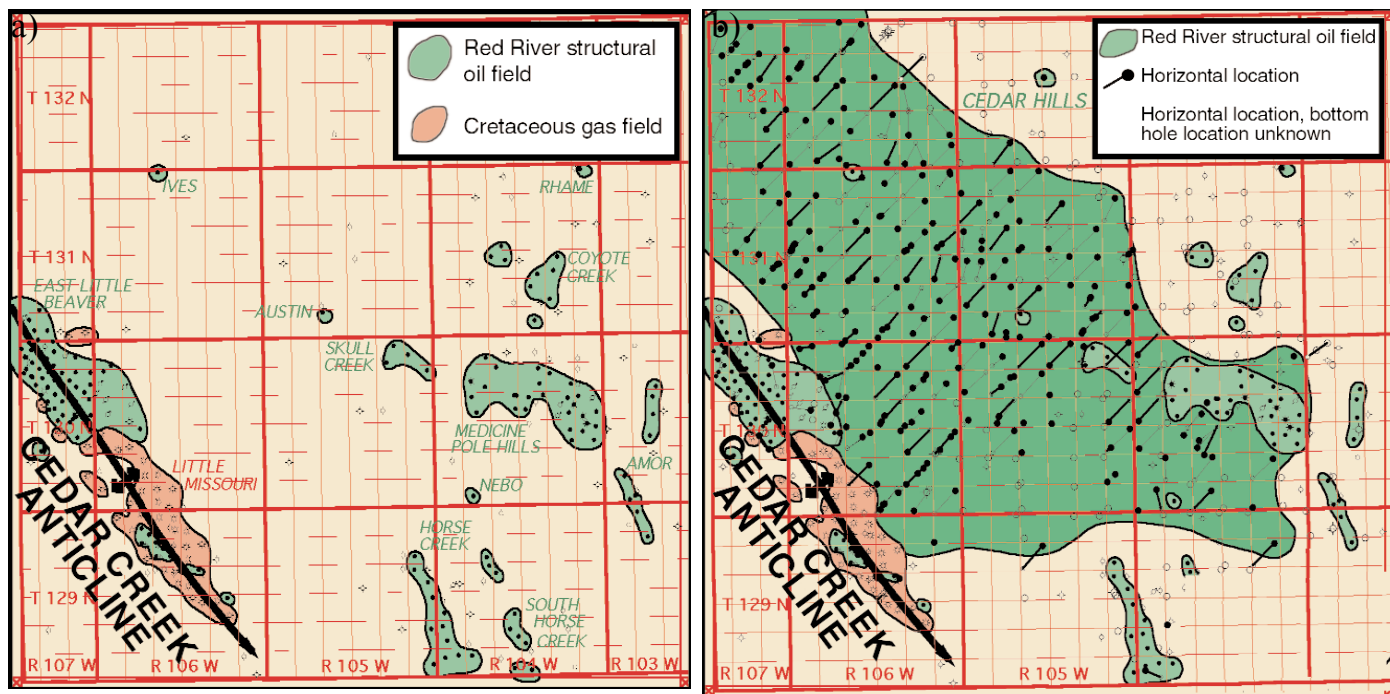 a)
Red River structural
oil field
Cretaceous gas field
T 132 N
IVES
RHAME
T 131 N
COYOTE
CREEK
EAST LITTLE
BEAVER
AUSTIN
SKULL
CREEK
MEDICINE
POLE HILLS
T 130 N
LITTLE
MISSOURI
NEBO
AMOR
CEDAR CREEK
ANTICLINE
HORSE
CREEK
T 129 N
SOUTH
HORSE
CREEK
R 107 W
R 106 W
R 105 W
R 104 W
R 103 W
b)
Red River structural oil field
Horizontal location
Horizontal location, bottom
hole location unknown
T 132 N
CEDAR HILLS
T 131 N
T 130 N
CEDAR CREEK
ANTICLINE
T 129 N
R 107 W
R 106 W
R 105 W